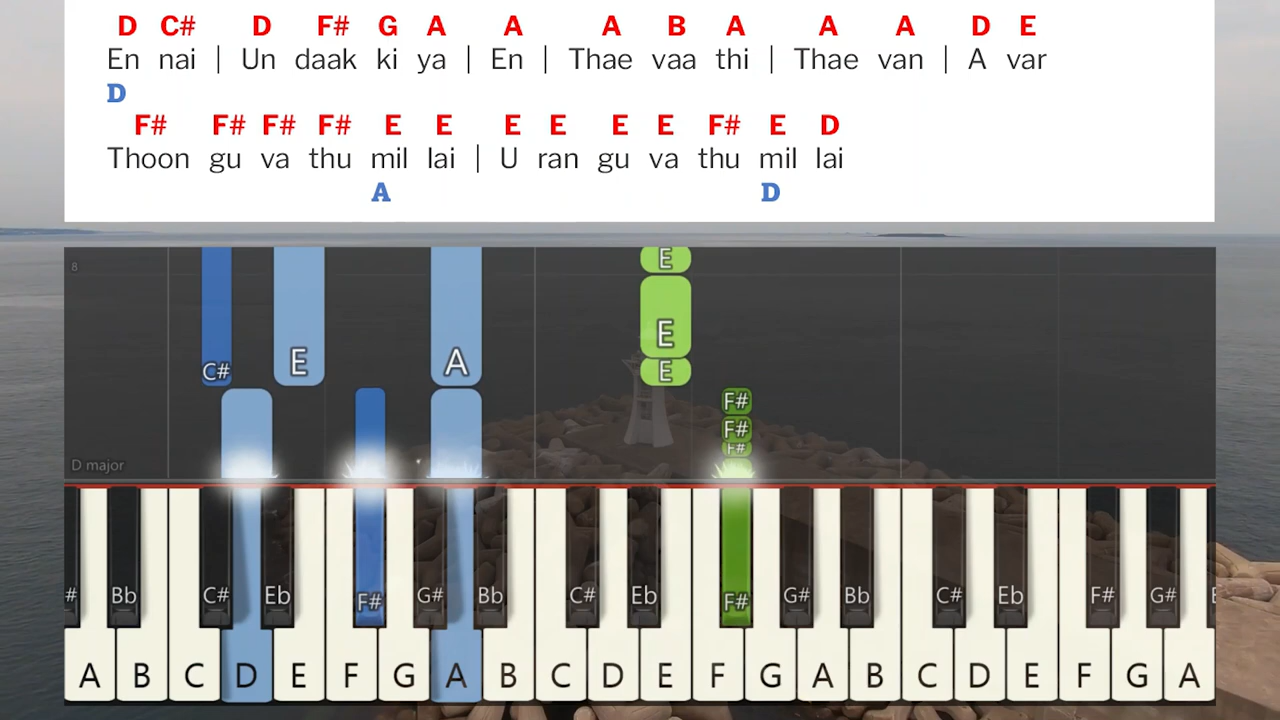 D C# D F# G A A A B A A A D E
En nai | Un daak ki ya | En | Thae vaa thi | Thae van | A var
D
F# F# F# F# E E E E E E F# E D
Thoon gu va thu mil lai | U ran gu va thu mil lai
A D
8
E
E
C# E A E
F#
F#
F#
D major
# Bb C# Eb F# G# Bb C# Eb F# G# Bb C# Eb F# G#
A B C D E F G A B C D E F G A B C D E F G A